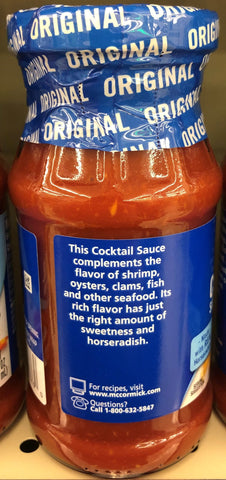 ORIGINAL ORIGINAL
ORIGINAL ORIGINAL
ORIGINAL ORIGINAL
This Cocktail Sauce
complements the
flavor of shrimp,
oysters, clams, fish
and other seafood. Its
rich flavor has just
the right amount of
sweetness and
horseradish.
For recipes, visit
www.mccormick.com
Questions?
Call 1-800-632-5847